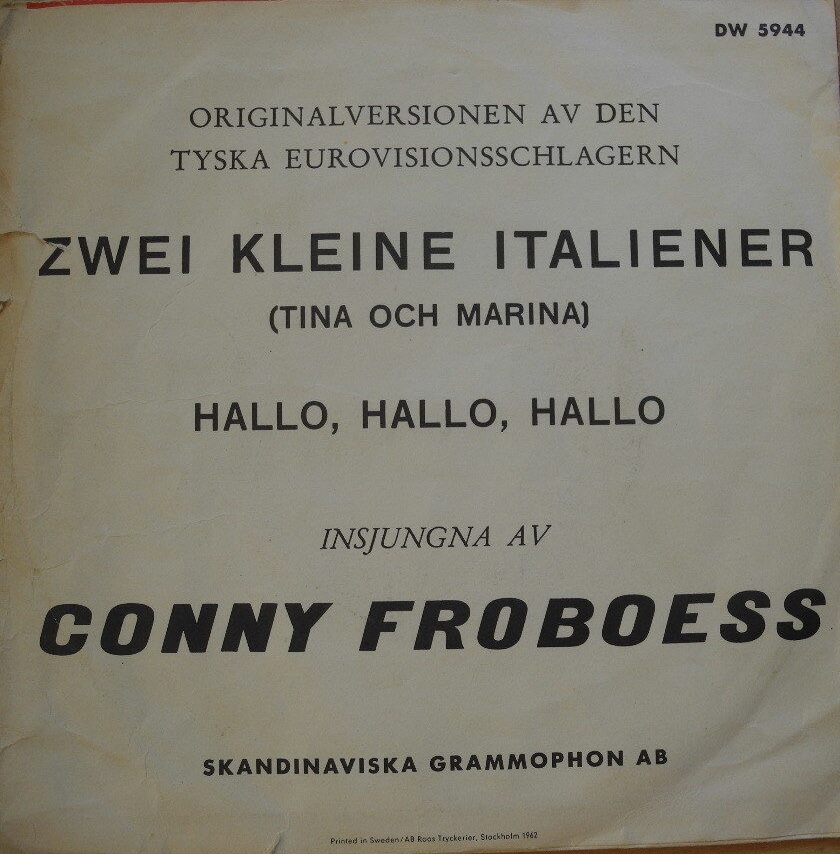 DW 5944
ORIGINALVERSIONEN AV DEN
TYSKA EUROVISIONSSCHLAGERN
ZWEI KLEINE ITALIENER
(TINA OCH MARINA)
HALLO, HALLO, HALLO
INSJUNGNA AV
CONNY FROBOESS
SKANDINAVISKA GRAMMOPHON AB
Printed in Sweden/AB Roos Tryckerier, Stockholm 1962